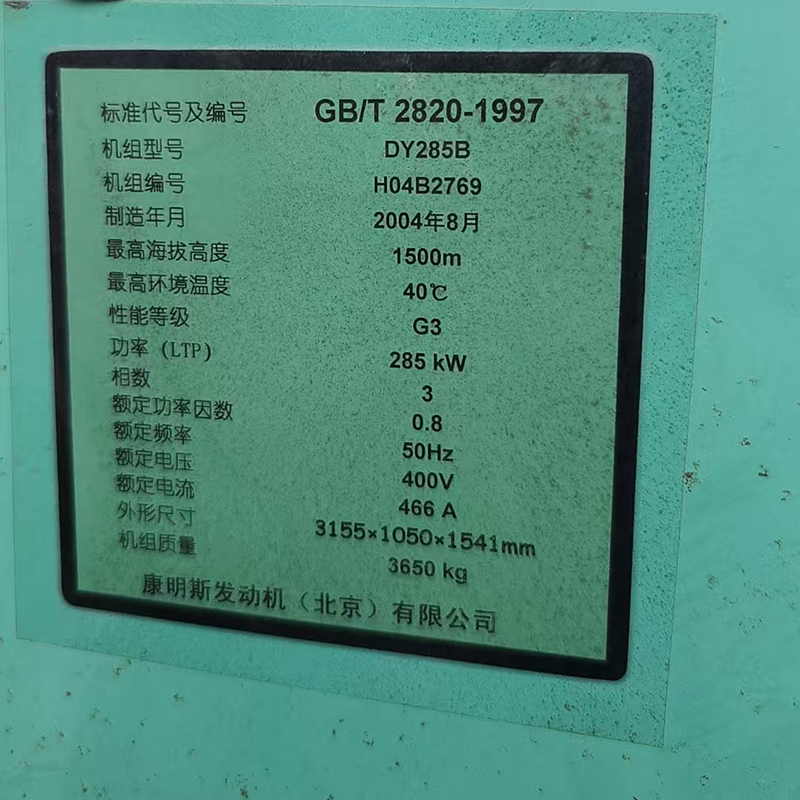 标准代号及编号 GB/T 2820-1997
机组型号 DY285B
机组编号 H04B2769
制造年月 2004年8月
最高海拔高度 1500m
最高环境温度 40℃
性能等级 G3
功率 (LTP) 285 kW
相数 3
额定功率因数 0.8
额定频率 50Hz
额定电压 400V
额定电流 466 A
外形尺寸 3155×1050×1541mm
机组质量 3650 kg
康明斯发动机（北京）有限公司